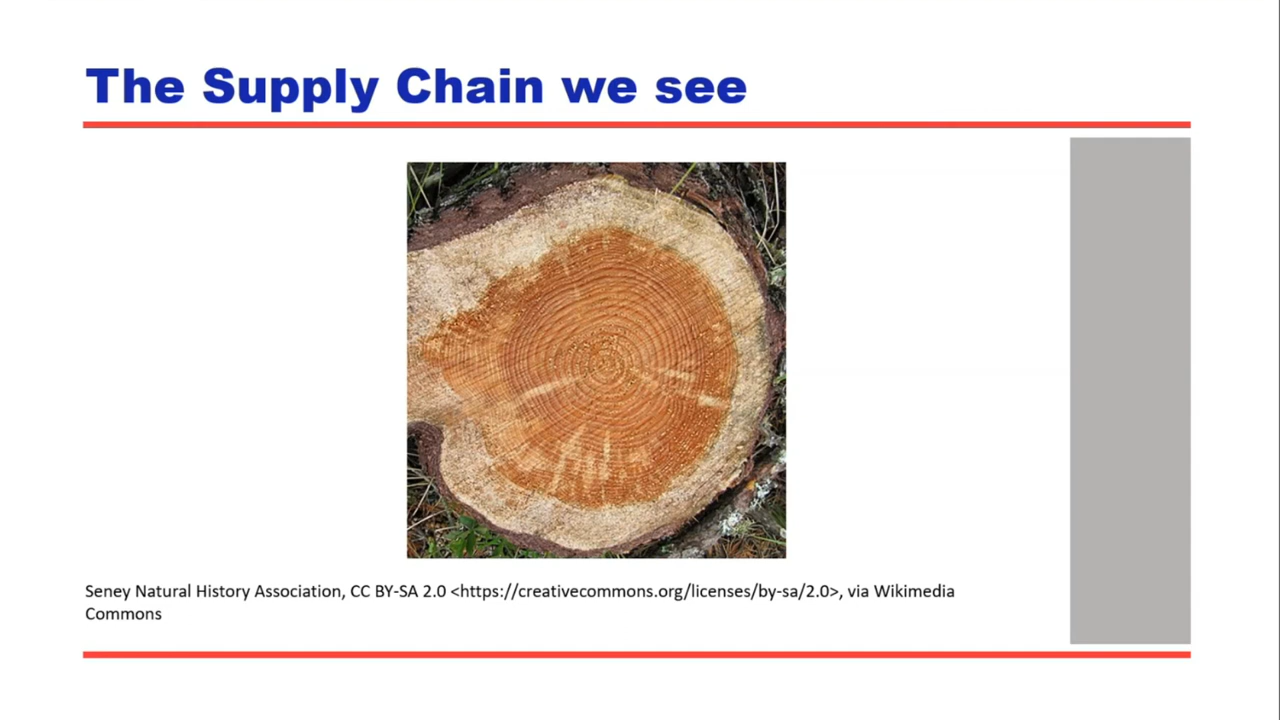 The Supply Chain we see
Seney Natural History Association, CC BY-SA 2.0 <https://creativecommons.org/licenses/by-sa/2.0>, via Wikimedia
Commons